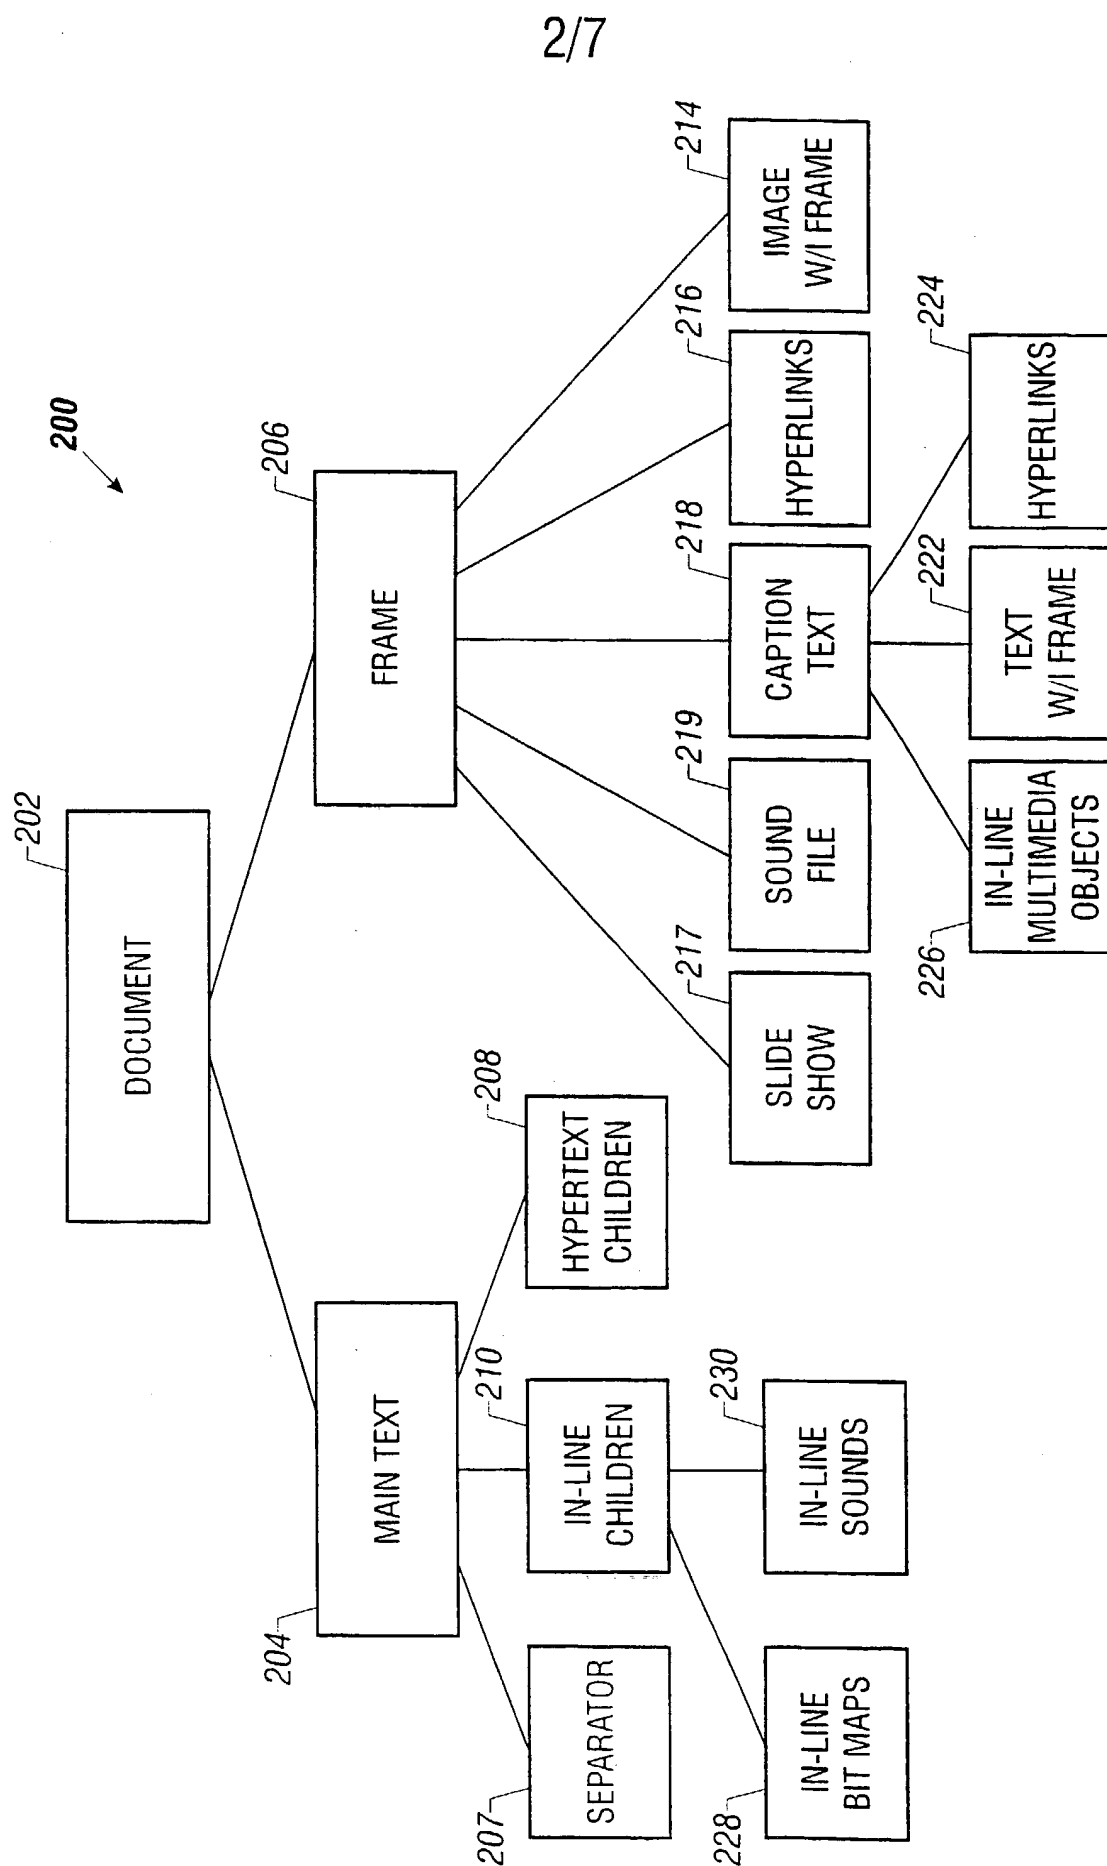 2/7
200
202
DOCUMENT
204
MAIN TEXT
206
FRAME
207
SEPARATOR
210
IN-LINE
CHILDREN
208
HYPERTEXT
CHILDREN
228
IN-LINE
BIT MAPS
230
IN-LINE
SOUNDS
217
SLIDE
SHOW
219
SOUND
FILE
218
CAPTION
TEXT
216
HYPERLINKS
214
IMAGE
W/I FRAME
226
IN-LINE
MULTIMEDIA
OBJECTS
222
TEXT
W/I FRAME
224
HYPERLINKS